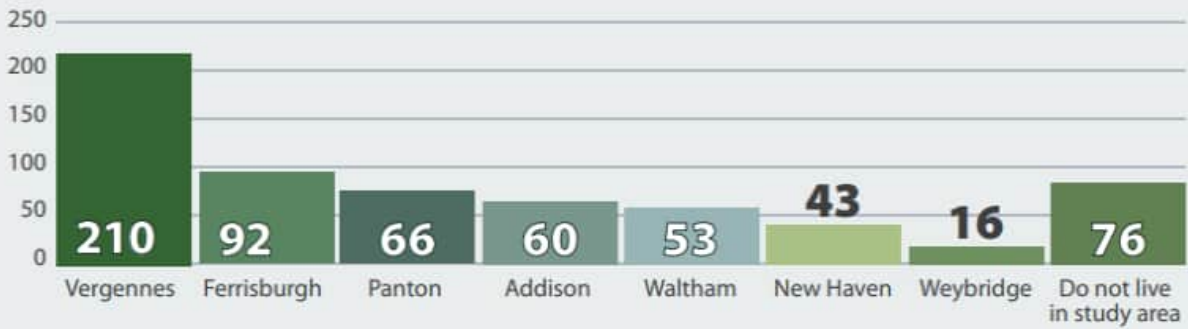 250
200
150
100
50
0
210
92
66
60
53
43
16
76
Vergennes
Ferrisburgh
Panton
Addison
Waltham
New Haven
Weybridge
Do not live
in study area